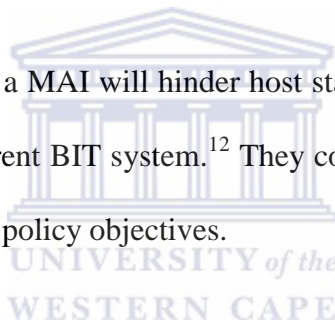 a MAI will hinder host sta
rent BIT system.12 They co
policy objectives.
UNIVERSITY of the
WESTERN CAPE